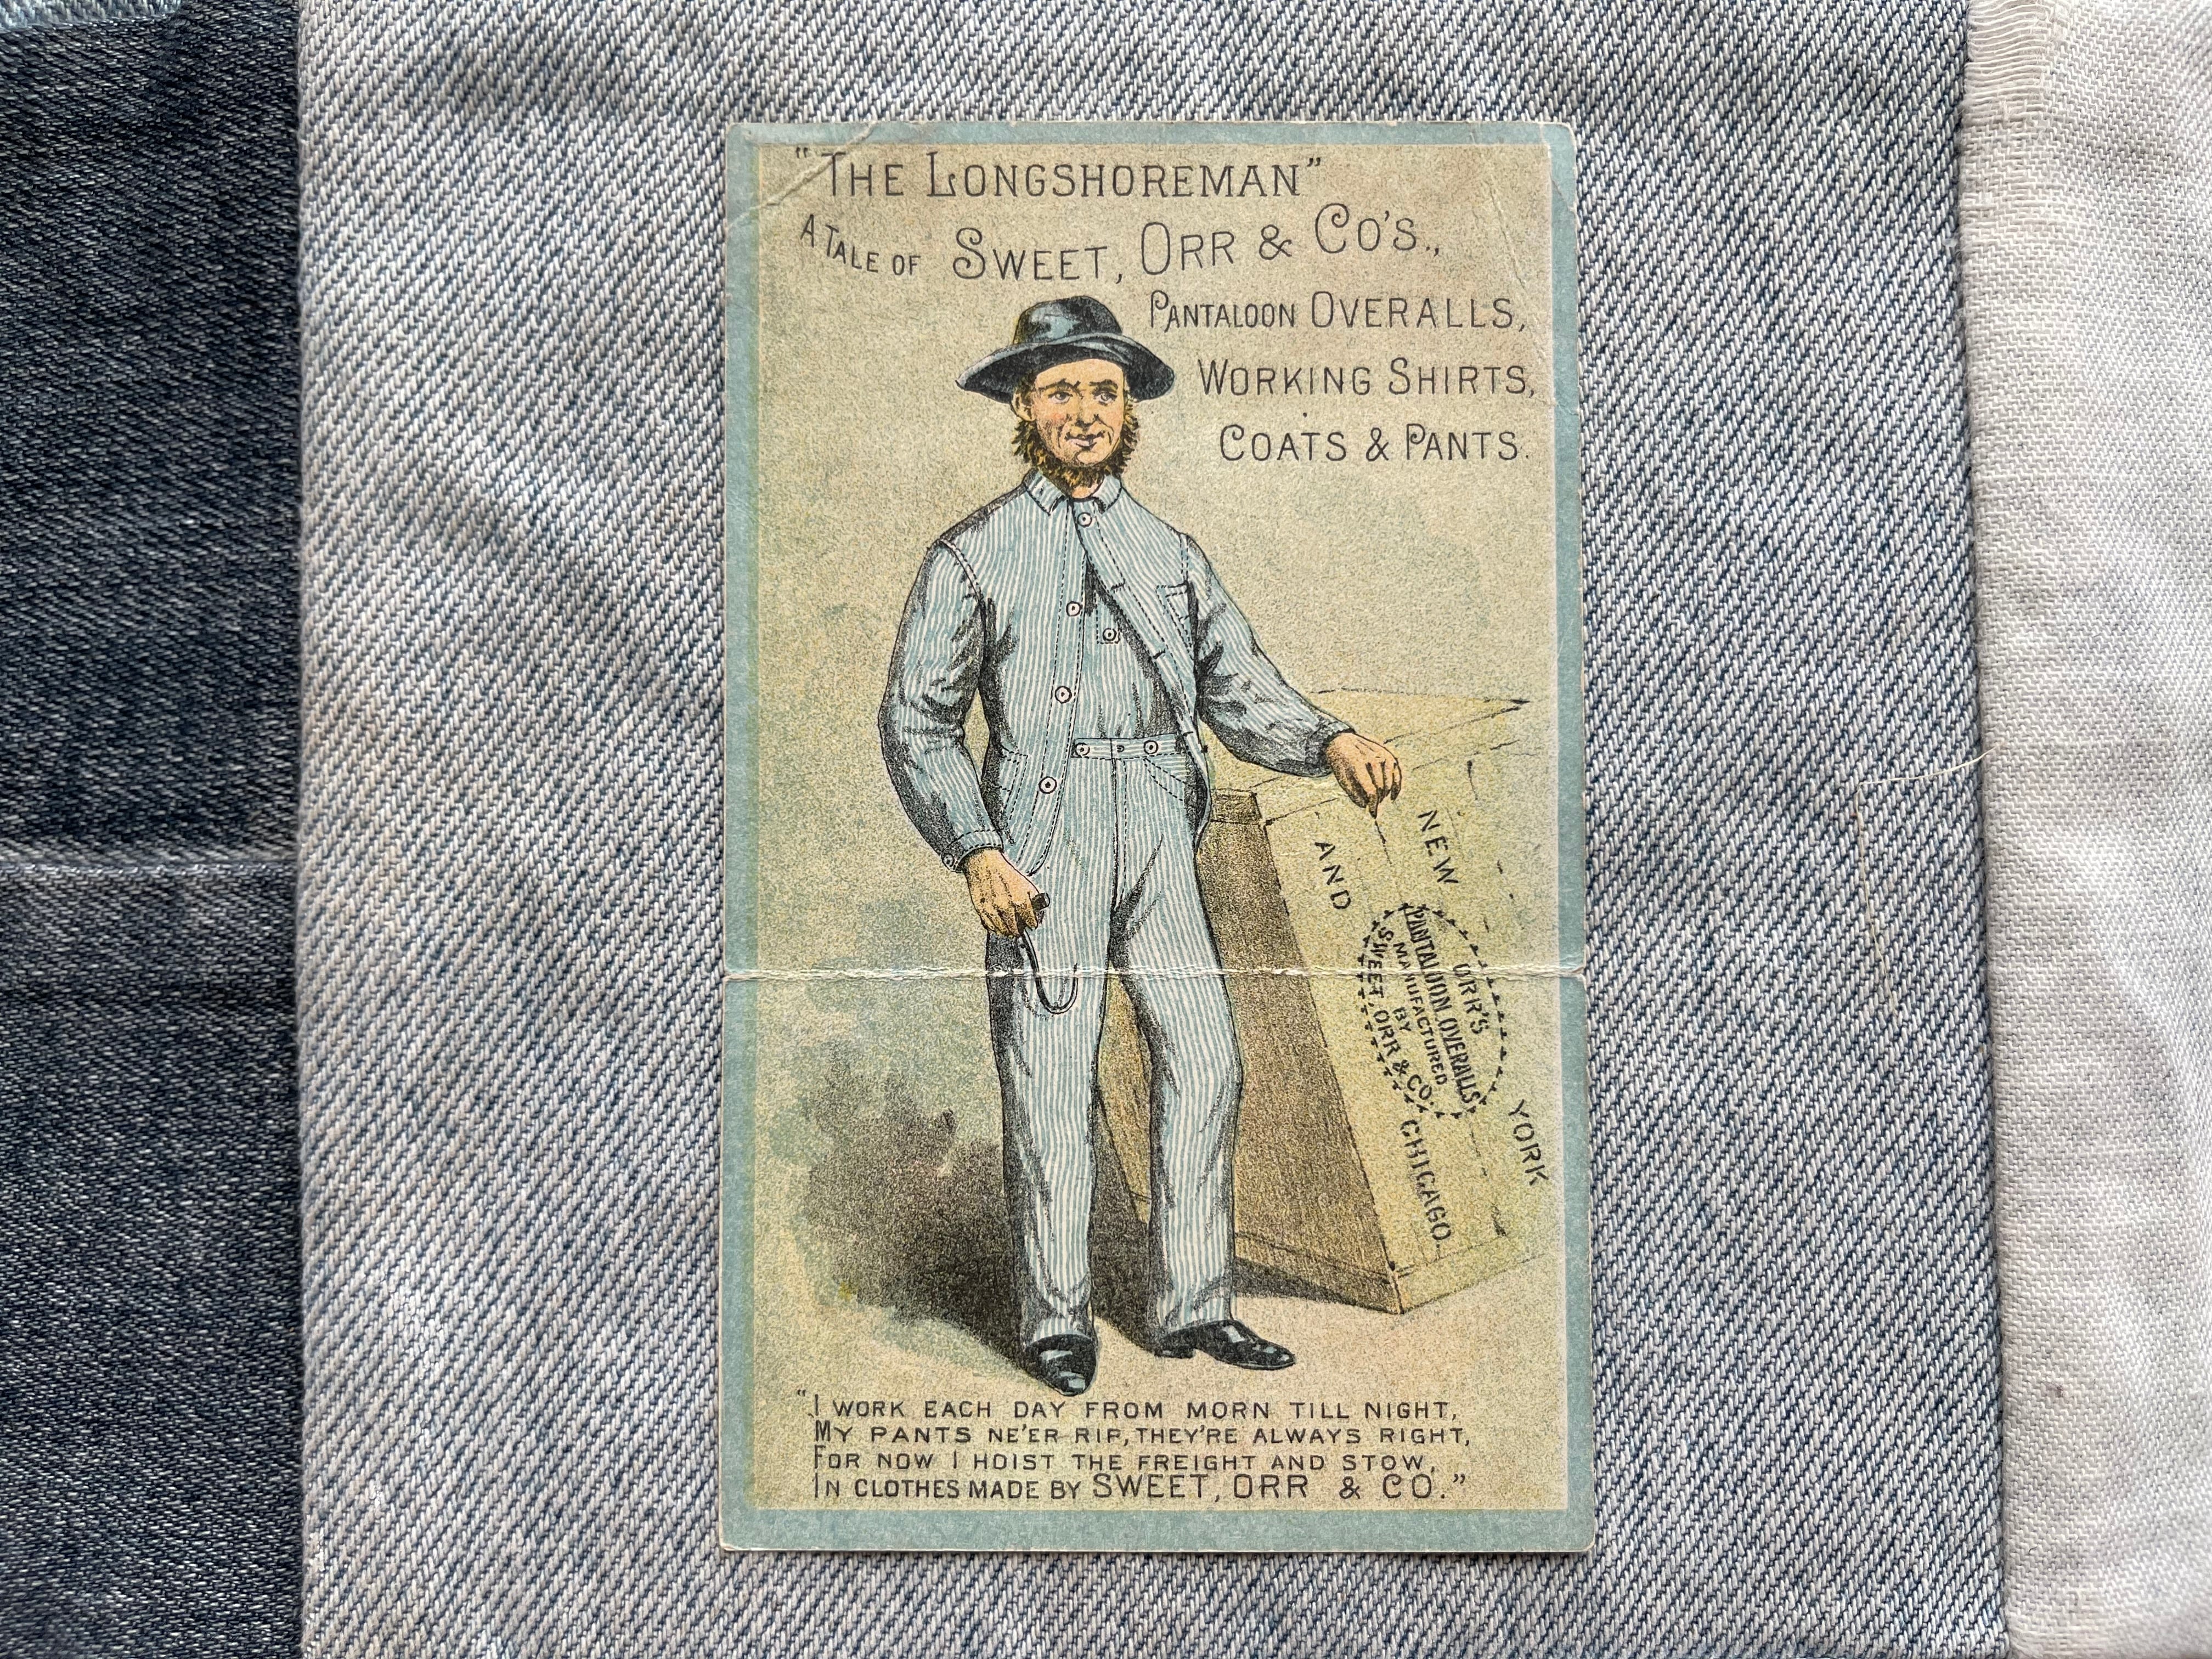 "THE LONGSHOREMAN"
A TALE OF SWEET, ORR & CO'S.,
PANTALOON OVERALLS,
WORKING SHIRTS,
COATS & PANTS.
NEW YORK
AND CHICAGO.
ORR'S
PANTALOON OVERALLS
MANUFACTURED
BY
SWEET, ORR & CO.
"I WORK EACH DAY FROM MORN TILL NIGHT,
MY PANTS NE'ER RIP, THEY'RE ALWAYS RIGHT,
FOR NOW I HOIST THE FREIGHT AND STOW,
IN CLOTHES MADE BY SWEET, ORR & CO."